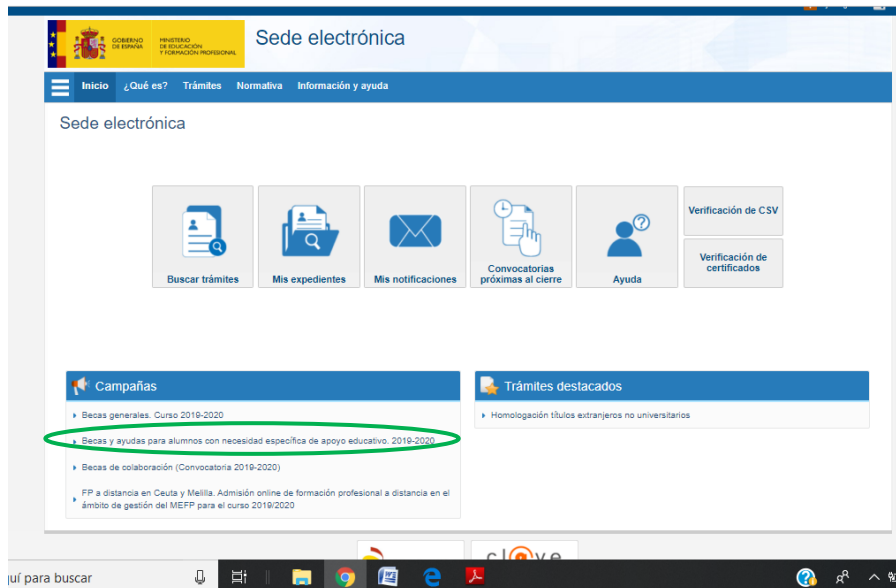 GOBIERNO
DE ESPAÑA
MINISTERIO
DE EDUCACIÓN
Y FORMACIÓN PROFESIONAL
Sede electrónica
Inicio ¿Qué es? Trámites Normativa Información y ayuda
Sede electrónica
Buscar trámites
Mis expedientes
Mis notificaciones
Convocatorias
próximas al cierre
Ayuda
Verificación de CSV
Verificación de
certificados
Campañas
Becas generales. Curso 2019-2020
Becas y ayudas para alumnos con necesidad específica de apoyo educativo. 2019-2020
Becas de colaboración (Convocatoria 2019-2020)
FP a distancia en Ceuta y Melilla. Admisión online de formación profesional a distancia en el
ámbito de gestión del MEFP para el curso 2019/2020
Trámites destacados
Homologación títulos extranjeros no universitarios
cl@ve
uí para buscar